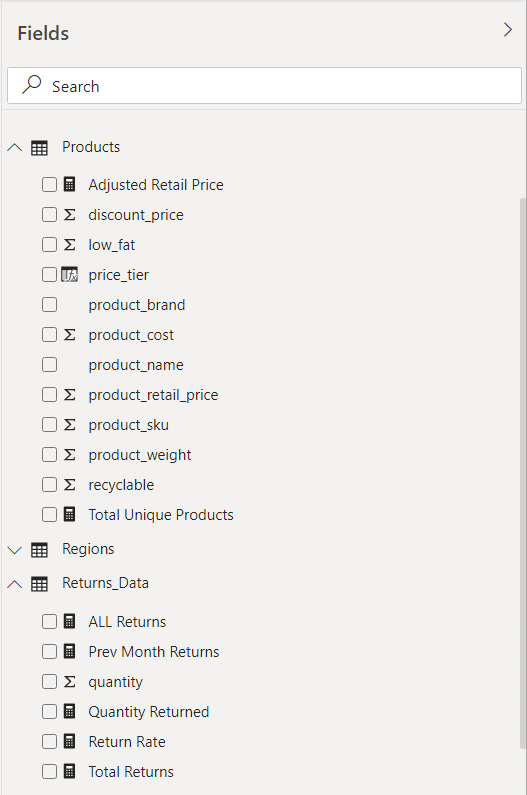 Fields
Search
Products
Adjusted Retail Price
Σ discount_price
Σ low_fat
price_tier
product_brand
Σ product_cost
product_name
Σ product_retail_price
Σ product_sku
Σ product_weight
Σ recyclable
Total Unique Products
Regions
Returns_Data
ALL Returns
Prev Month Returns
Σ quantity
Quantity Returned
Return Rate
Total Returns